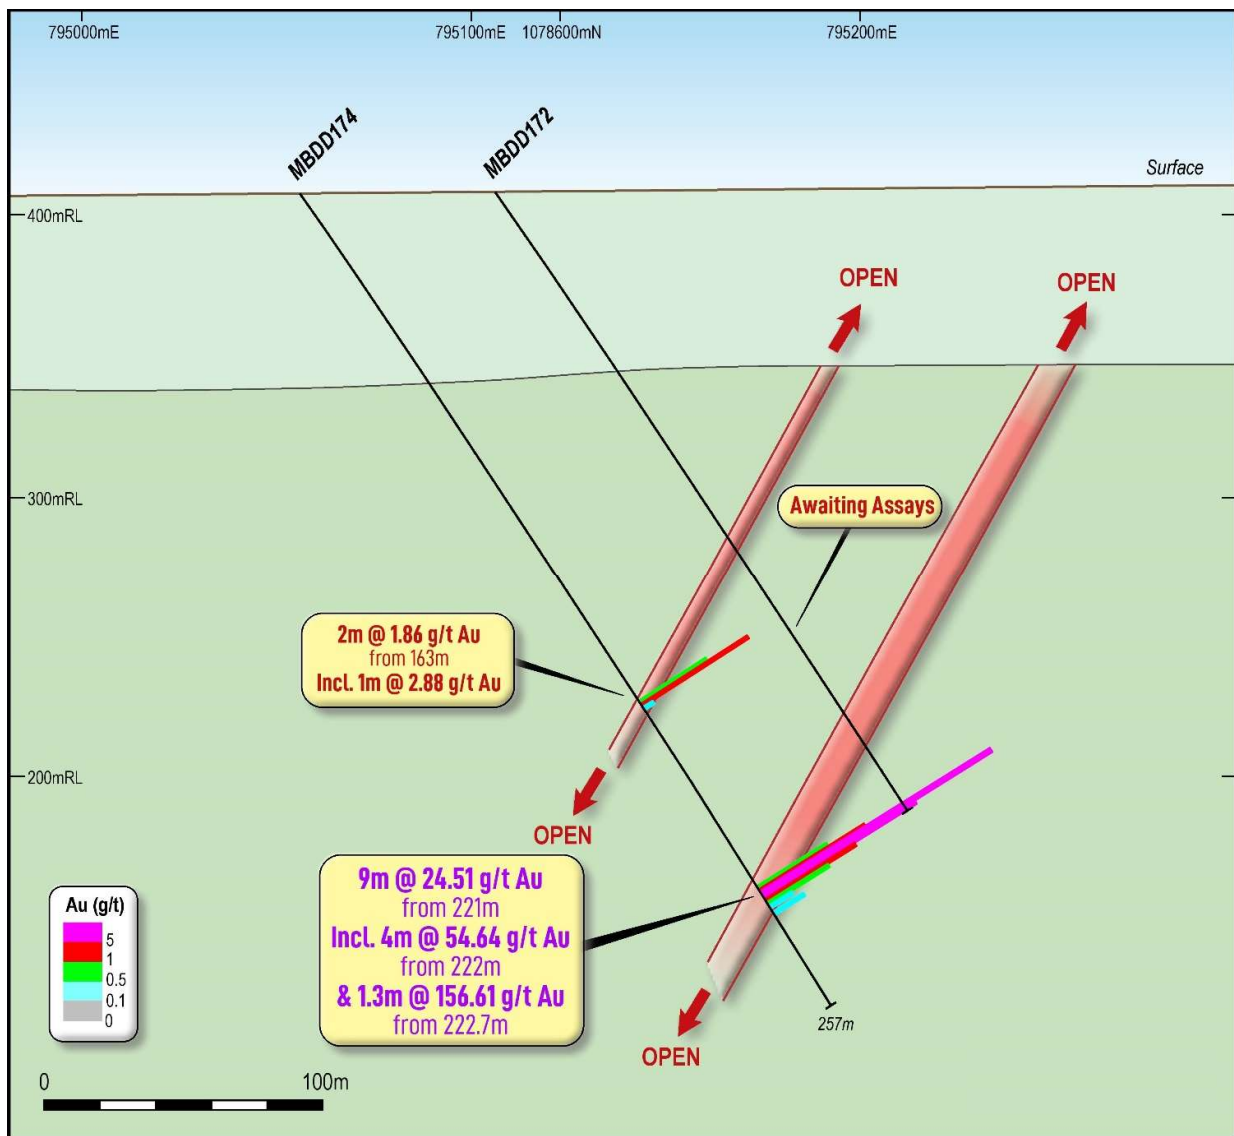 795000mE
795100mE
1078600mN
795200mE
MBDD174
MBDD172
Surface
400mRL
OPEN
OPEN
300mRL
Awaiting Assays
2m @ 1.86 g/t Au
from 163m
Incl. 1m @ 2.88 g/t Au
200mRL
OPEN
9m @ 24.51 g/t Au
from 221m
Incl. 4m @ 54.64 g/t Au
from 222m
& 1.3m @ 156.61 g/t Au
from 222.7m
Au (g/t)
5
1
0.5
0.1
0
257m
OPEN
0
100m